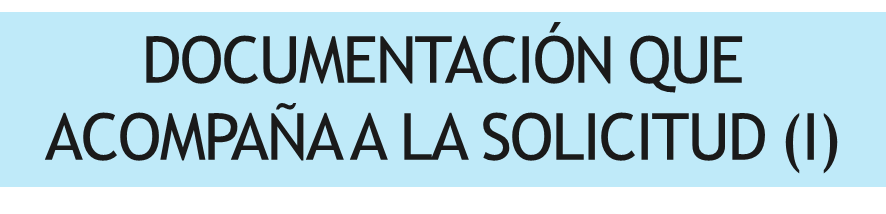 DOCUMENTACIÓN QUE
ACOMPAÑA A LA SOLICITUD (I)